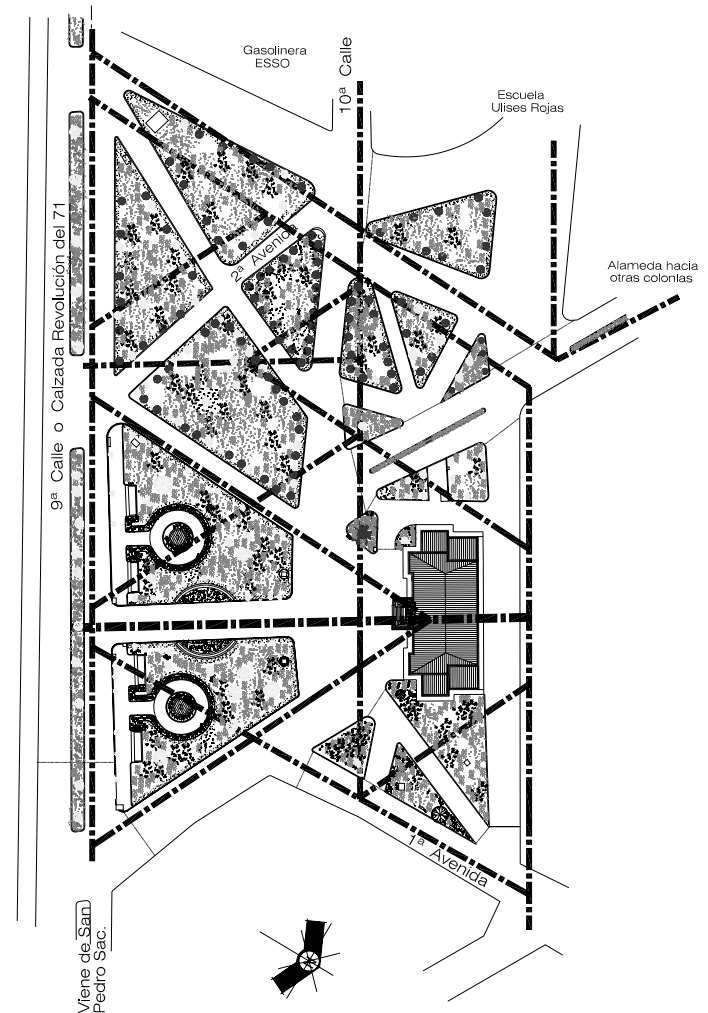 Gasolinera
ESSO
10ª Calle
Escuela
Ulises Rojas
2ª Avenida
9ª Calle o Calzada Revolución del 71
Alameda hacia
otras colonias
1ª Avenida
Viene de San
Pedro Sac.